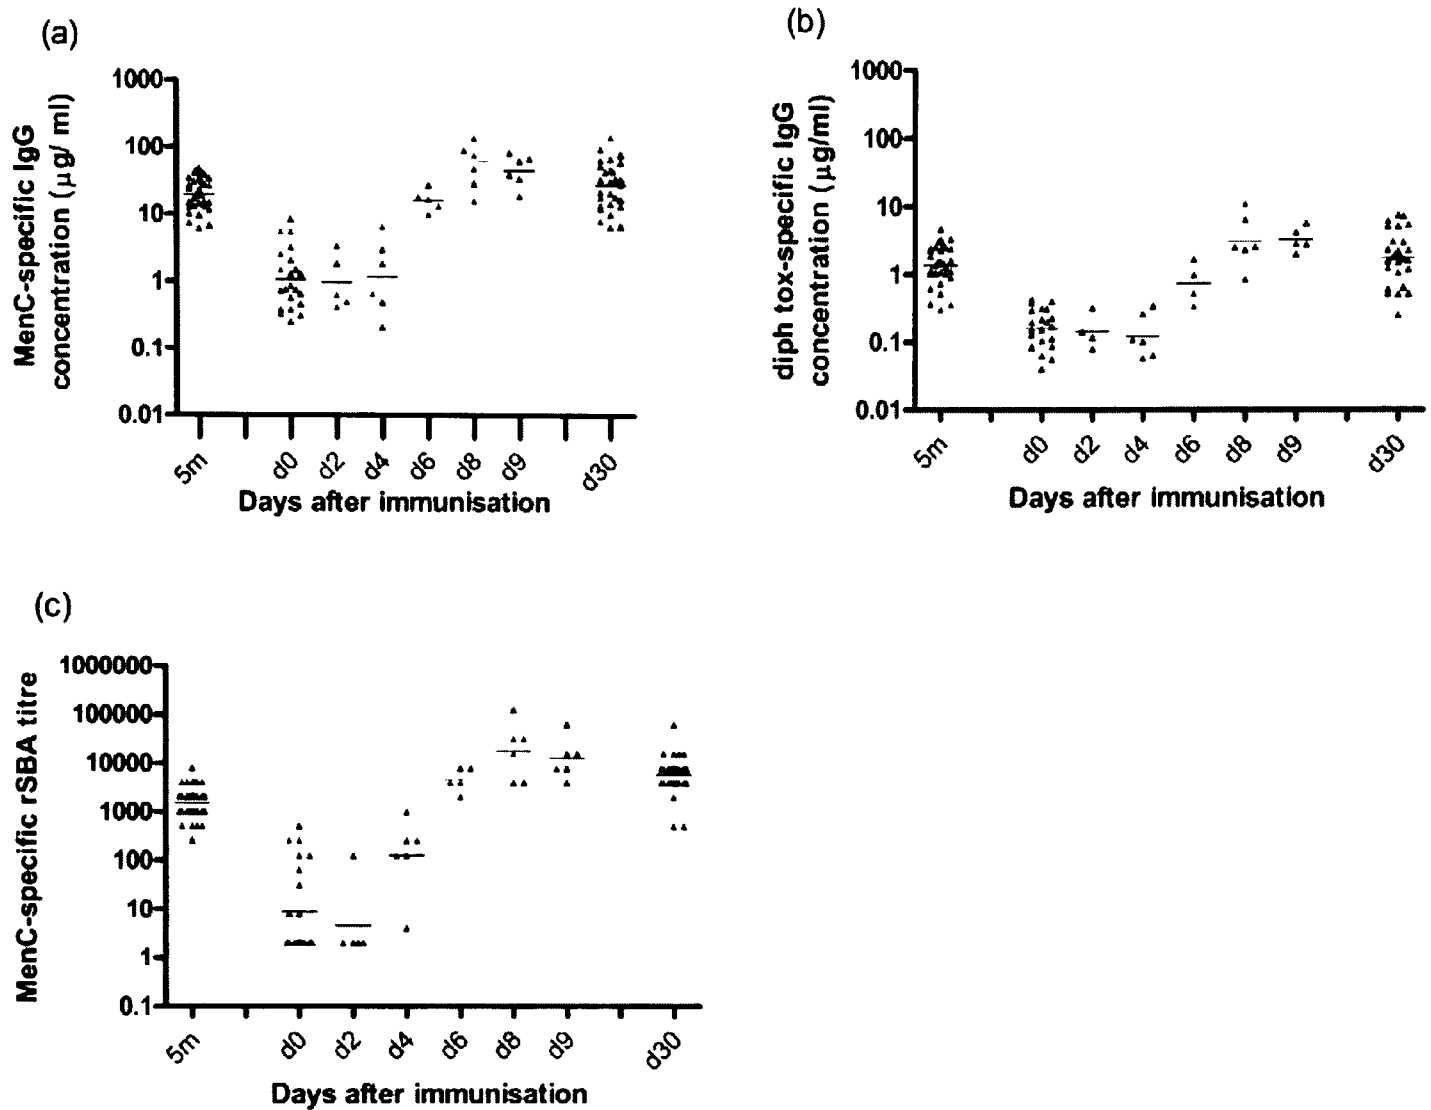 (a)
MenC-specific IgG
concentration (μg/ ml)
1000
100
10
1
0.1
0.01
5m
d0
d2
d4
d6
d8
d9
d30
Days after immunisation
(b)
diph tox-specific IgG
concentration (μg/ml)
1000
100
10
1
0.1
0.01
5m
d0
d2
d4
d6
d8
d9
d30
Days after immunisation
(c)
MenC-specific rSBA titre
1000000
100000
10000
1000
100
10
1
0.1
5m
d0
d2
d4
d6
d8
d9
d30
Days after immunisation